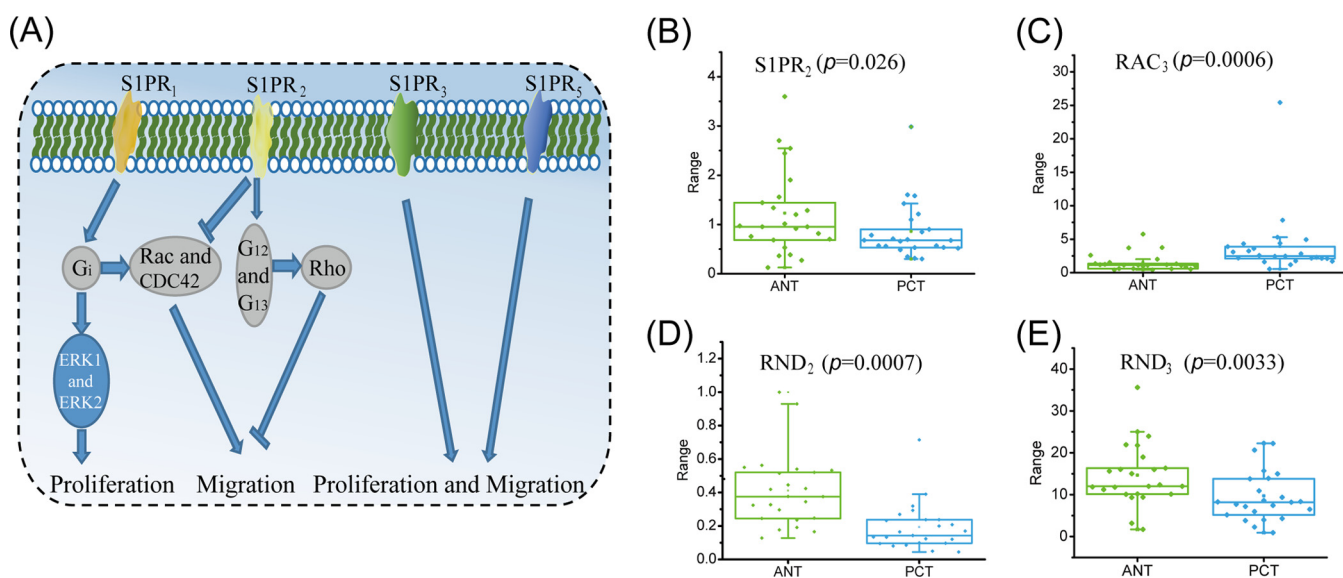 (A)
S1PR1
S1PR2
S1PR3
S1PR5
Gi
Rac and
CDC42
G12
and
G13
Rho
ERK1
and
ERK2
Proliferation
Migration
Proliferation and Migration
(B)
S1PR2 (p=0.026)
Range
4
3
2
1
0
ANT
PCT
(C)
RAC3 (p=0.0006)
Range
30
25
20
15
10
5
0
ANT
PCT
(D)
RND2 (p=0.0007)
Range
1.2
1.0
0.8
0.6
0.4
0.2
0.0
ANT
PCT
(E)
RND3 (p=0.0033)
Range
40
30
20
10
0
ANT
PCT